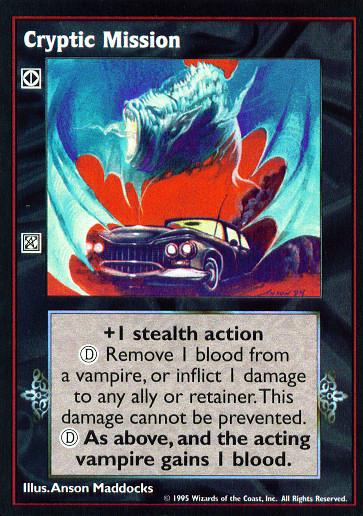 Cryptic Mission
+1 stealth action
Ⓓ Remove 1 blood from
a vampire, or inflict 1 damage
to any ally or retainer. This
damage cannot be prevented.
Ⓓ As above, and the acting
vampire gains 1 blood.
Illus. Anson Maddocks
© 1995 Wizards of the Coast, Inc. All Rights Reserved.